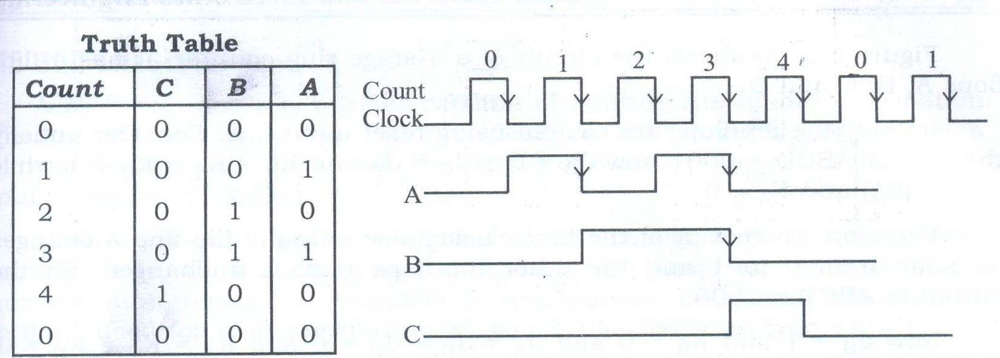 Truth Table
Count C B A
0 0 0 0
1 0 0 1
2 0 1 0
3 0 1 1
4 1 0 0
0 0 0 0
0 1 2 3 4 0 1
Count
Clock
A
B
C